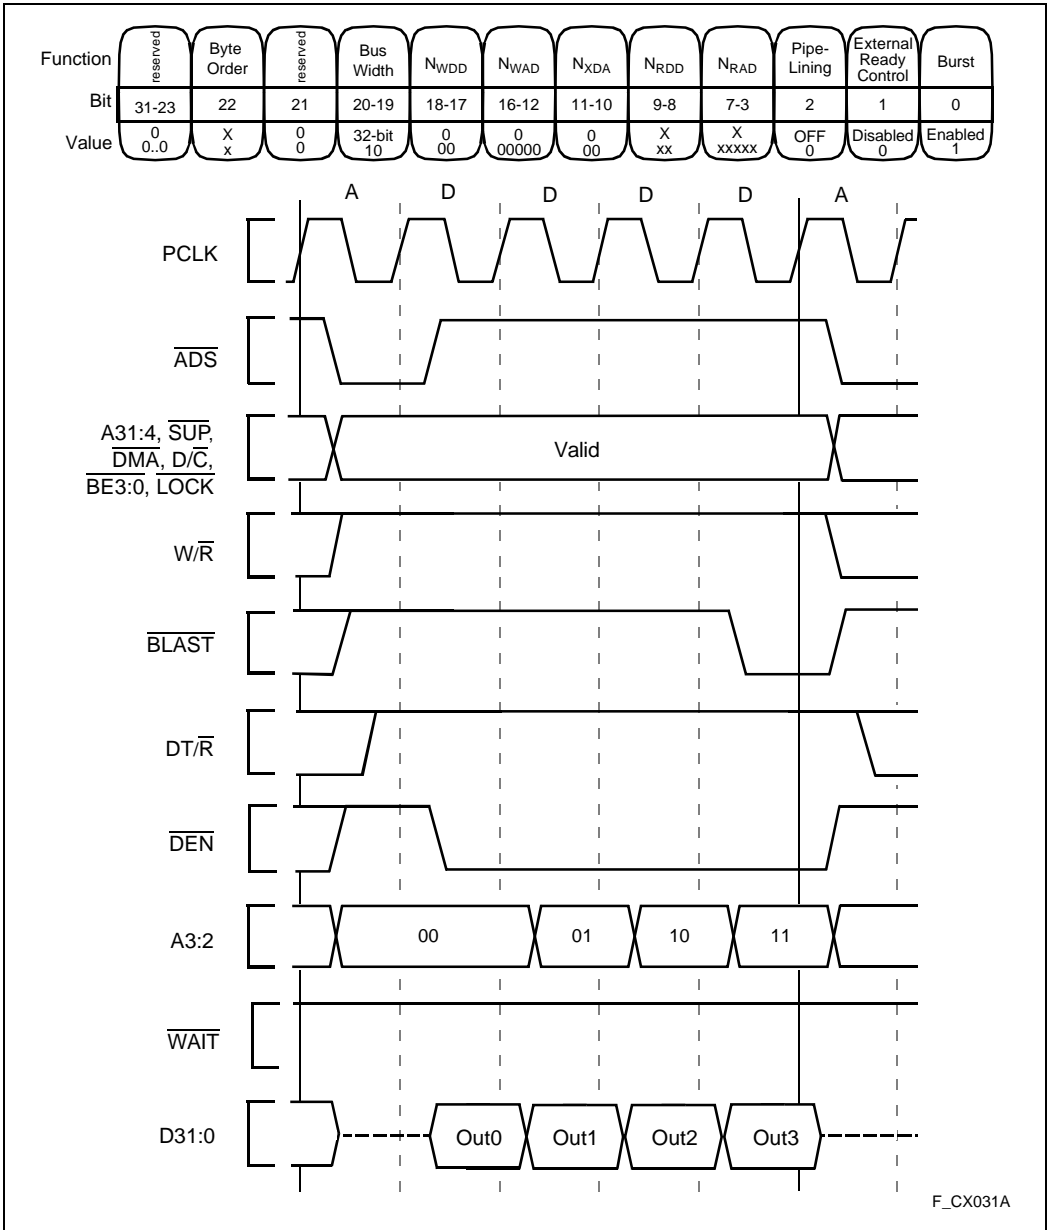 Function reserved Byte Order reserved Bus Width NWDD NWAD NXDA NRDD NRAD Pipe-Lining External Ready Control Burst
Bit 31-23 22 21 20-19 18-17 16-12 11-10 9-8 7-3 2 1 0
Value 0 X 0 32-bit 0 0 0 X X OFF Disabled Enabled
0..0 x 0 10 00 00000 00 xx xxxxx 0 0 1
A D D D D A
PCLK
ADS
A31:4, SUP,
DMA, D/C,
BE3:0, LOCK
Valid
W/R
BLAST
DT/R
DEN
A3:2 00 01 10 11
WAIT
D31:0 Out0 Out1 Out2 Out3
F_CX031A